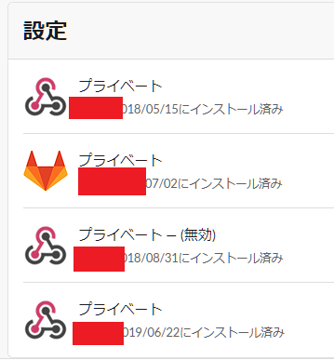 設定
プライベート
018/05/15にインストール済み
プライベート
07/02にインストール済み
プライベート – (無効)
018/08/31にインストール済み
プライベート
019/06/22にインストール済み